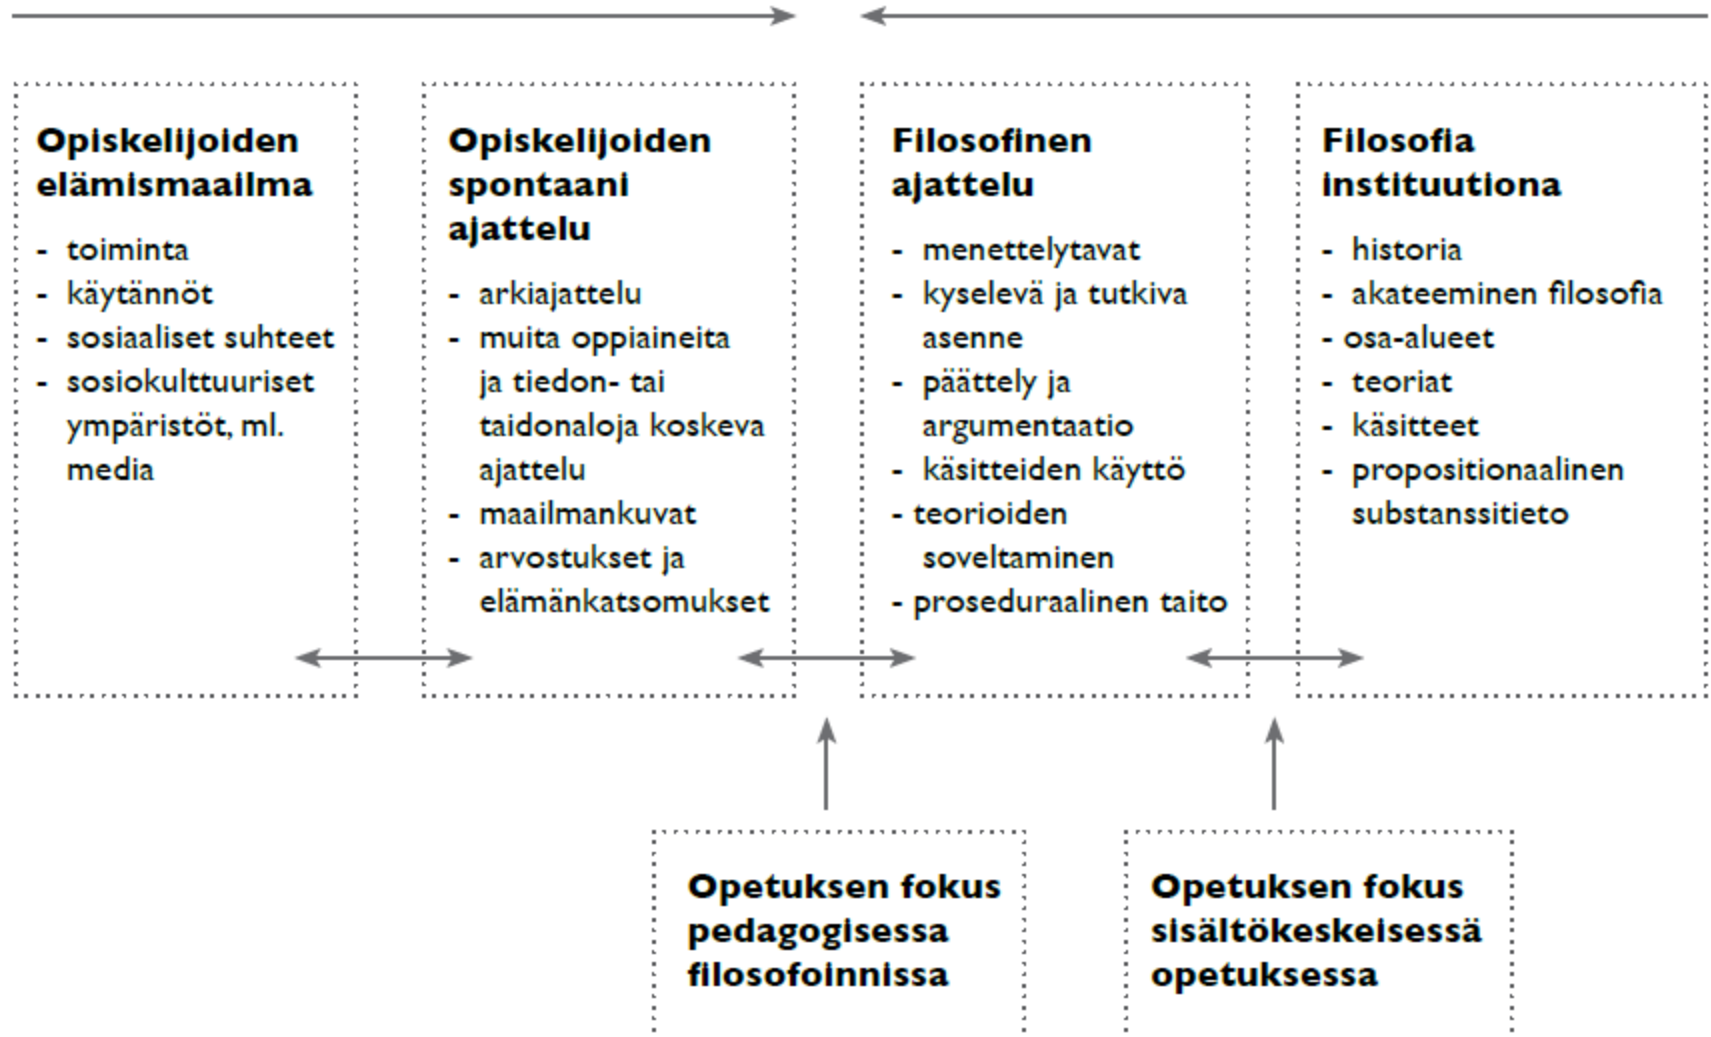 Opiskelijoiden
elämismaailma
- toiminta
- käytännöt
- sosiaaliset suhteet
- sosiokulttuuriset
ympäristöt, ml.
media
Opiskelijoiden
spontaani
ajattelu
- arkiajattelu
- muita oppiaineita
ja tiedon- tai
taidonaloja koskeva
ajattelu
- maailmankuvat
- arvostukset ja
elämänkatsomukset
Filosofinen
ajattelu
- menettelytavat
- kyselevä ja tutkiva
asenne
- päättely ja
argumentaatio
- käsitteiden käyttö
- teorioiden
soveltaminen
- proseduraalinen taito
Filosofia
instituutiona
- historia
- akateeminen filosofia
- osa-alueet
- teoriat
- käsitteet
- propositionaalinen
substanssitieto
Opetuksen fokus
pedagogisessa
filosofoinnissa
Opetuksen fokus
sisältökeskeisessä
opetuksessa